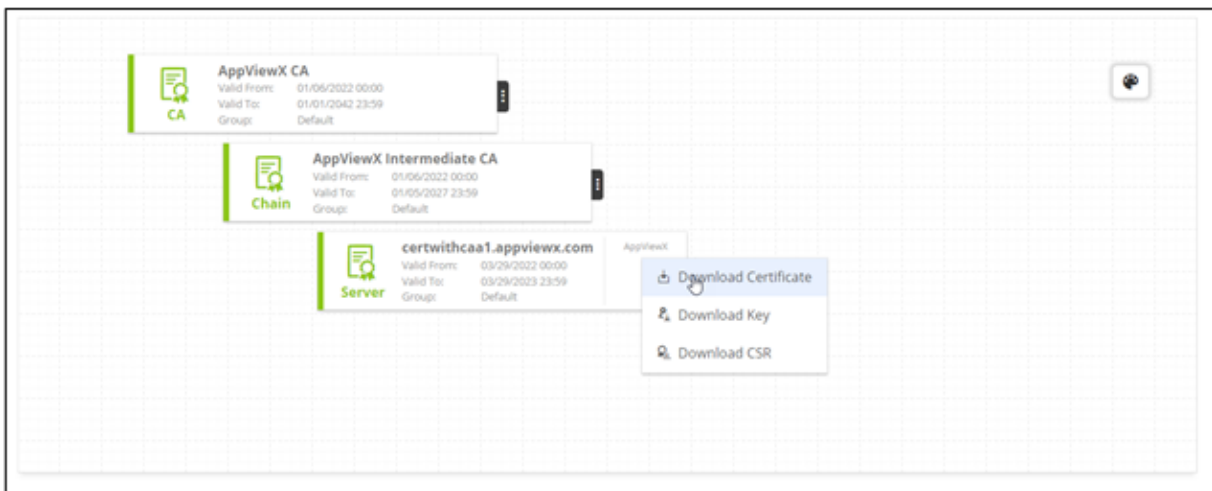 AppViewX CA
Valid From: 01/06/2022 00:00
Valid To: 01/01/2042 23:59
Group: Default
CA
AppViewX Intermediate CA
Valid From: 01/06/2022 00:00
Valid To: 01/05/2027 23:59
Group: Default
Chain
certwithcaa1.appviewx.com
AppViewX
Valid From: 03/29/2022 00:00
Valid To: 03/29/2023 23:59
Group: Default
Server
Download Certificate
Download Key
Download CSR